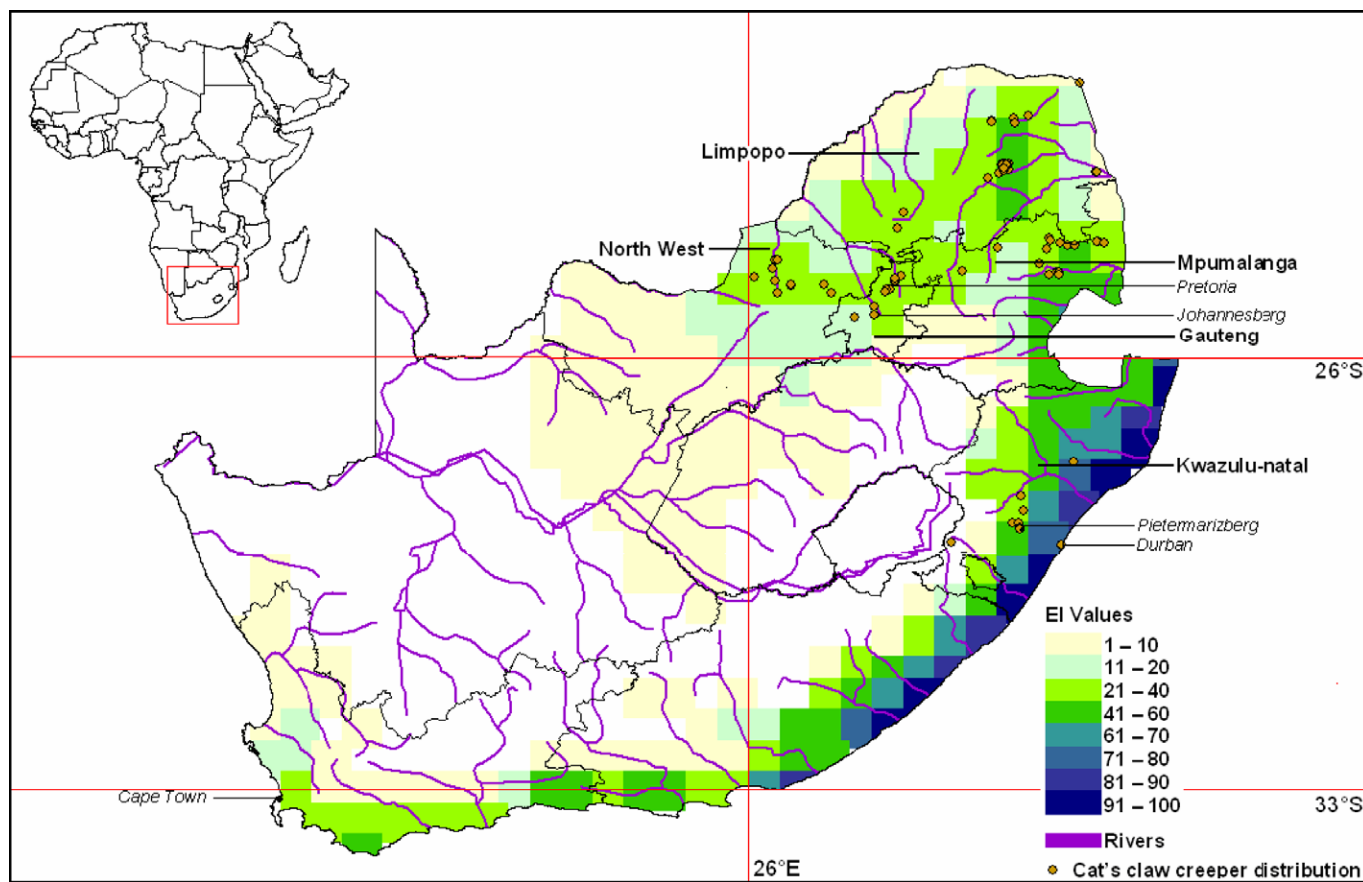 Limpopo
North West
Mpumalanga
Pretoria
Johannesberg
Gauteng
26°S
Kwazulu-natal
Pietermarizberg
Durban
EI Values
1 – 10
11 – 20
21 – 40
41 – 60
61 – 70
71 – 80
81 – 90
91 – 100
Cape Town
33°S
Rivers
26°E
Cat's claw creeper distribution